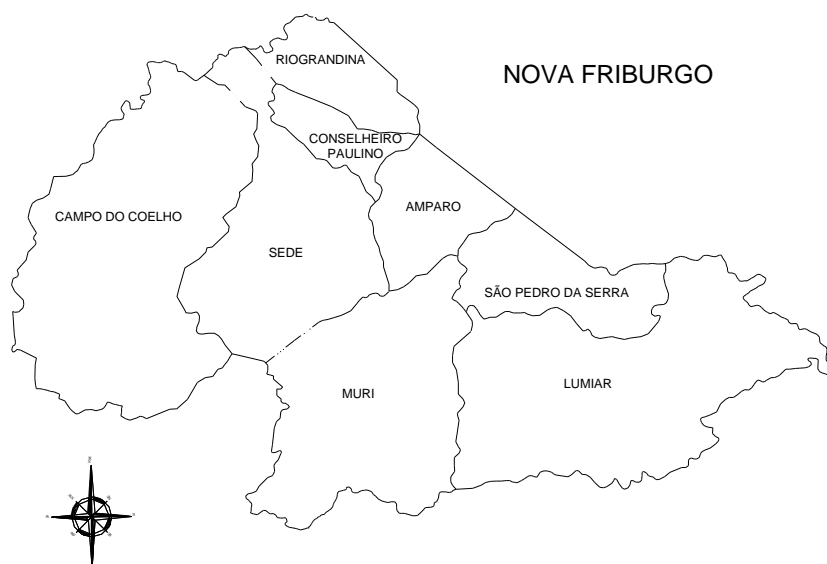 RIOGRANDINA
NOVA FRIBURGO
CONSELHEIRO
PAULINO
AMPARO
CAMPO DO COELHO
SEDE
SÃO PEDRO DA SERRA
MURI
LUMIAR